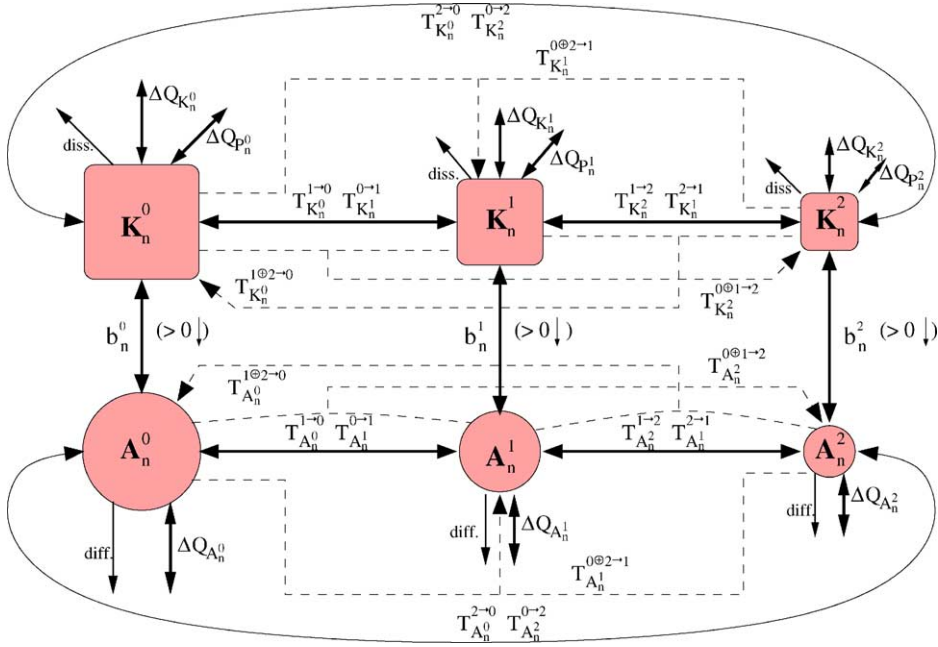 T_{K_n^0}^{2→0} T_{K_n^2}^{0→2}
T_{K_n^1}^{0⊕2→1}
ΔQ_{K_n^0}
ΔQ_{P_n^0}
diss.
ΔQ_{K_n^1}
ΔQ_{P_n^1}
diss.
ΔQ_{K_n^2}
ΔQ_{P_n^2}
diss
K_n^0
T_{K_n^0}^{1→0} T_{K_n^1}^{0→1}
K_n^1
T_{K_n^2}^{1→2} T_{K_n^1}^{2→1}
K_n^2
T_{K_n^0}^{1⊕2→0}
T_{K_n^2}^{0⊕1→2}
b_n^0 (> 0 ↓)
b_n^1 (> 0 ↓)
b_n^2 (> 0 ↓)
T_{A_n^0}^{1⊕2→0}
T_{A_n^2}^{0⊕1→2}
A_n^0
T_{A_n^0}^{1→0} T_{A_n^1}^{0→1}
A_n^1
T_{A_n^2}^{1→2} T_{A_n^1}^{2→1}
A_n^2
diff.
ΔQ_{A_n^0}
diff.
ΔQ_{A_n^1}
diff.
ΔQ_{A_n^2}
T_{A_n^1}^{0⊕2→1}
T_{A_n^0}^{2→0} T_{A_n^2}^{0→2}